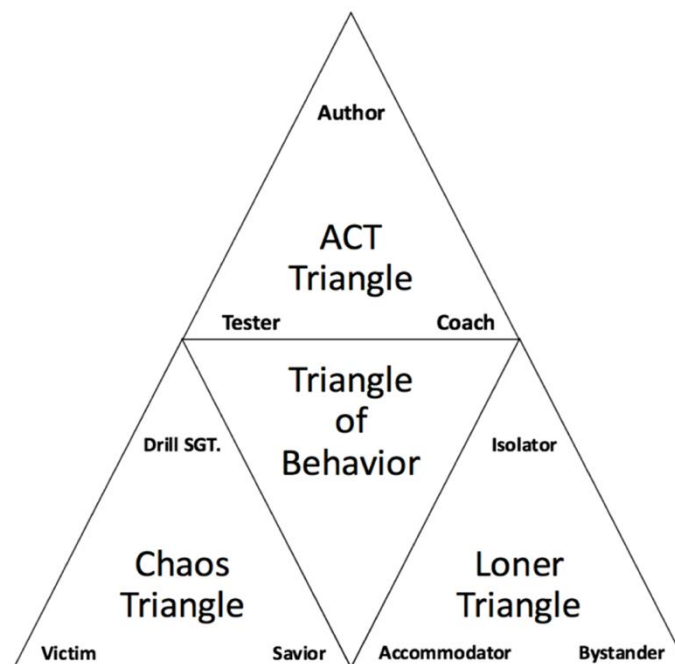 Author
ACT
Triangle
Tester Coach
Triangle
of
Behavior
Drill SGT. Isolator
Chaos
Triangle
Loner
Triangle
Victim Savior Accommodator Bystander